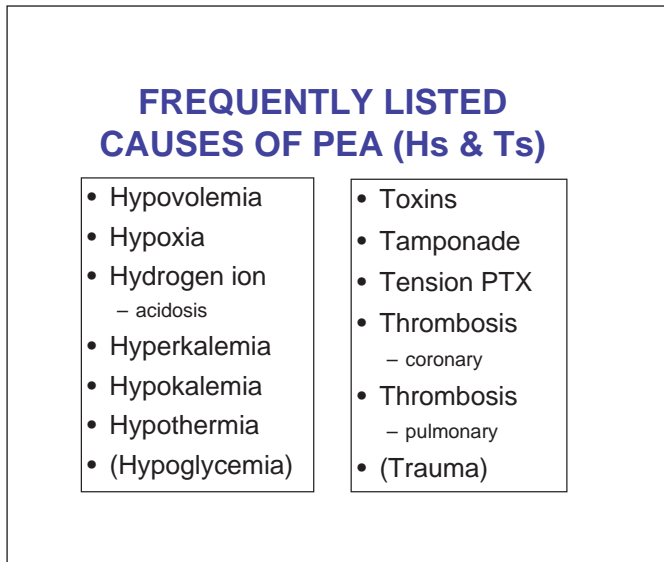 FREQUENTLY LISTED
CAUSES OF PEA (Hs & Ts)
• Hypovolemia
• Hypoxia
• Hydrogen ion
– acidosis
• Hyperkalemia
• Hypokalemia
• Hypothermia
• (Hypoglycemia)
• Toxins
• Tamponade
• Tension PTX
• Thrombosis
– coronary
• Thrombosis
– pulmonary
• (Trauma)